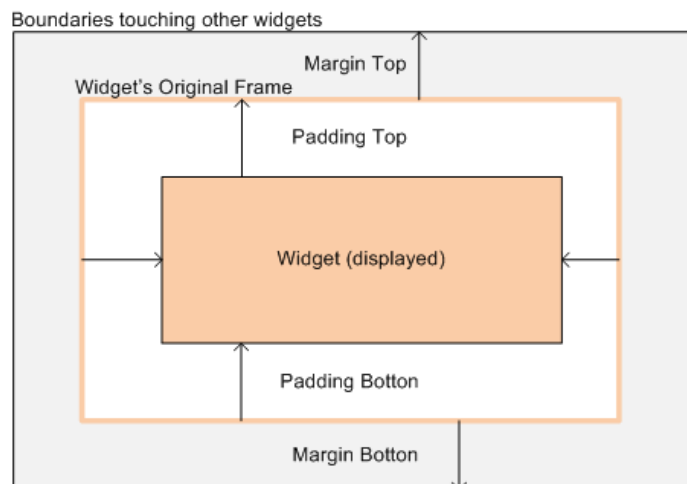 Boundaries touching other widgets
Margin Top
Widget's Original Frame
Padding Top
Widget (displayed)
Padding Botton
Margin Botton